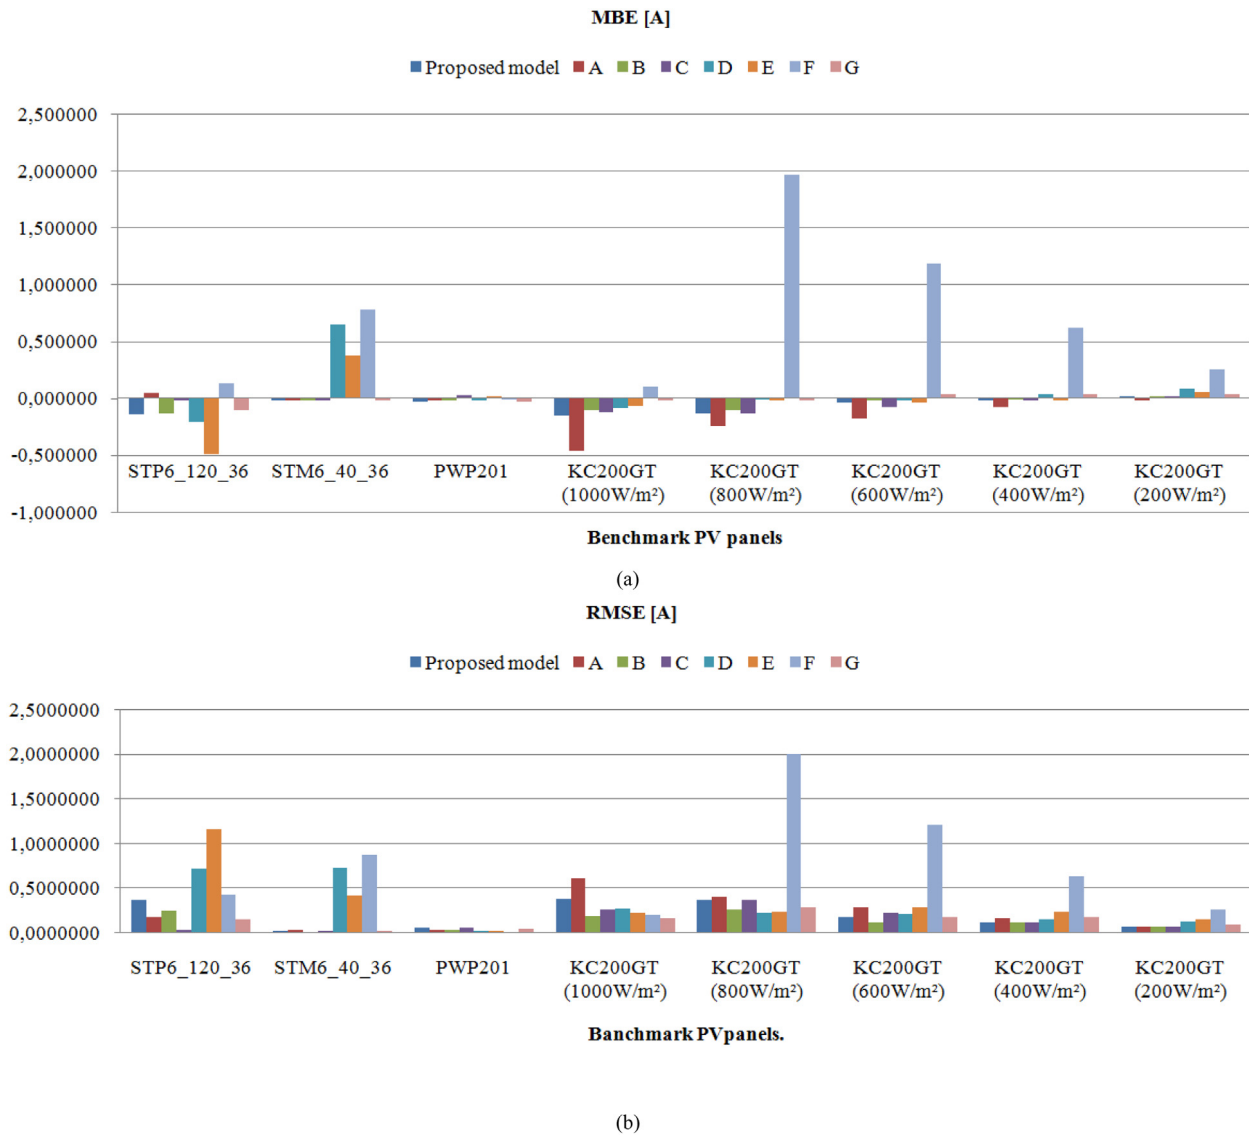 MBE [A]
Proposed model A B C D E F G
2,500000
2,000000
1,500000
1,000000
0,500000
0,000000
-0,500000
-1,000000
STP6_120_36 STM6_40_36 PWP201 KC200GT KC200GT KC200GT KC200GT KC200GT
(1000W/m²) (800W/m²) (600W/m²) (400W/m²) (200W/m²)
Benchmark PV panels
(a)
RMSE [A]
Proposed model A B C D E F G
2,5000000
2,0000000
1,5000000
1,0000000
0,5000000
0,0000000
STP6_120_36 STM6_40_36 PWP201 KC200GT KC200GT KC200GT KC200GT KC200GT
(1000W/m²) (800W/m²) (600W/m²) (400W/m²) (200W/m²)
Banchmark PVpanels.
(b)